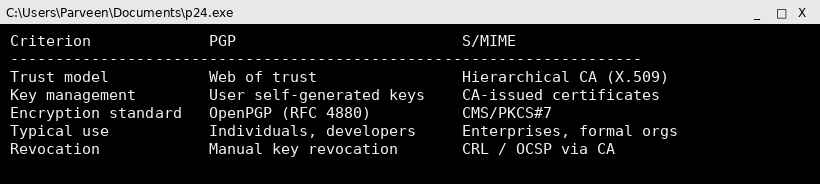 C:\Users\Parveen\Documents\p24.exe _ □ X
Criterion PGP S/MIME
----------------------------------------------------------------------
Trust model Web of trust Hierarchical CA (X.509)
Key management User self-generated keys CA-issued certificates
Encryption standard OpenPGP (RFC 4880) CMS/PKCS#7
Typical use Individuals, developers Enterprises, formal orgs
Revocation Manual key revocation CRL / OCSP via CA